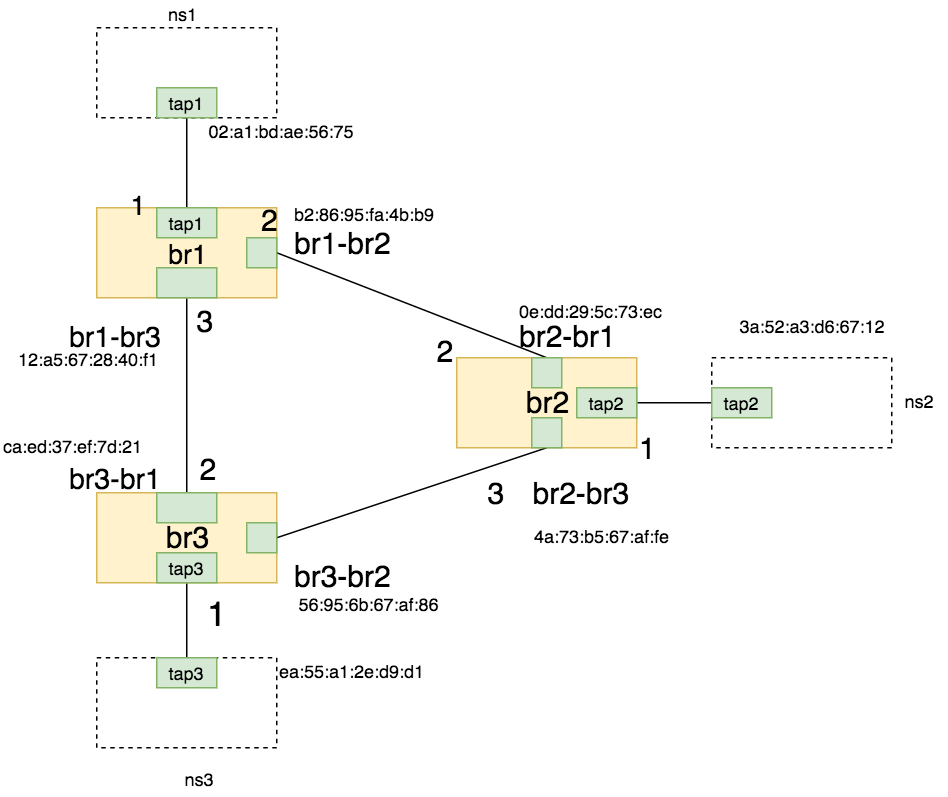 ns1
tap1
02:a1:bd:ae:56:75
1
tap1
2
b2:86:95:fa:4b:b9
br1-br2
br1
3
br1-br3
12:a5:67:28:40:f1
0e:dd:29:5c:73:ec
br2-br1
2
3a:52:a3:d6:67:12
br2
tap2
tap2
ns2
1
ca:ed:37:ef:7d:21
br3-br1
2
3
br2-br3
4a:73:b5:67:af:fe
br3
tap3
br3-br2
56:95:6b:67:af:86
1
tap3
ea:55:a1:2e:d9:d1
ns3